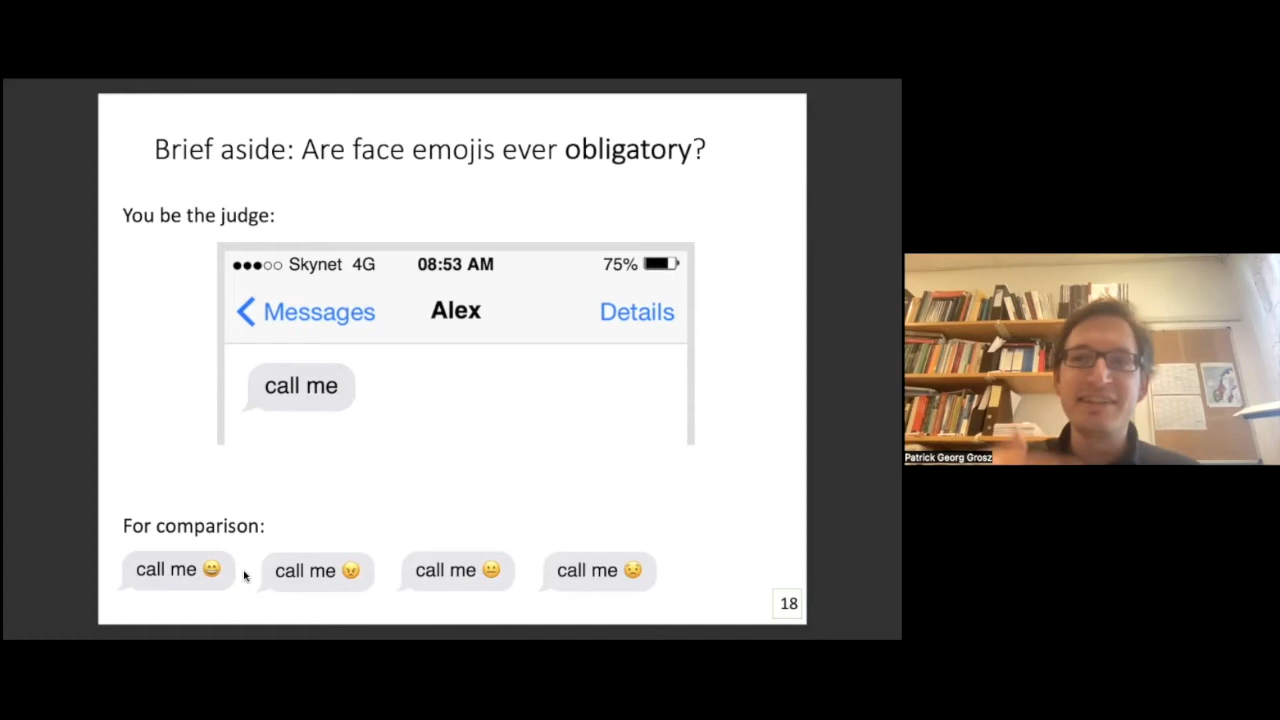 Brief aside: Are face emojis ever obligatory?
You be the judge:
●●●○○ Skynet 4G 08:53 AM 75%
Messages Alex Details
call me
For comparison:
call me 😀 call me 😠 call me 😐 call me 😟
18
Patrick Georg Grosz